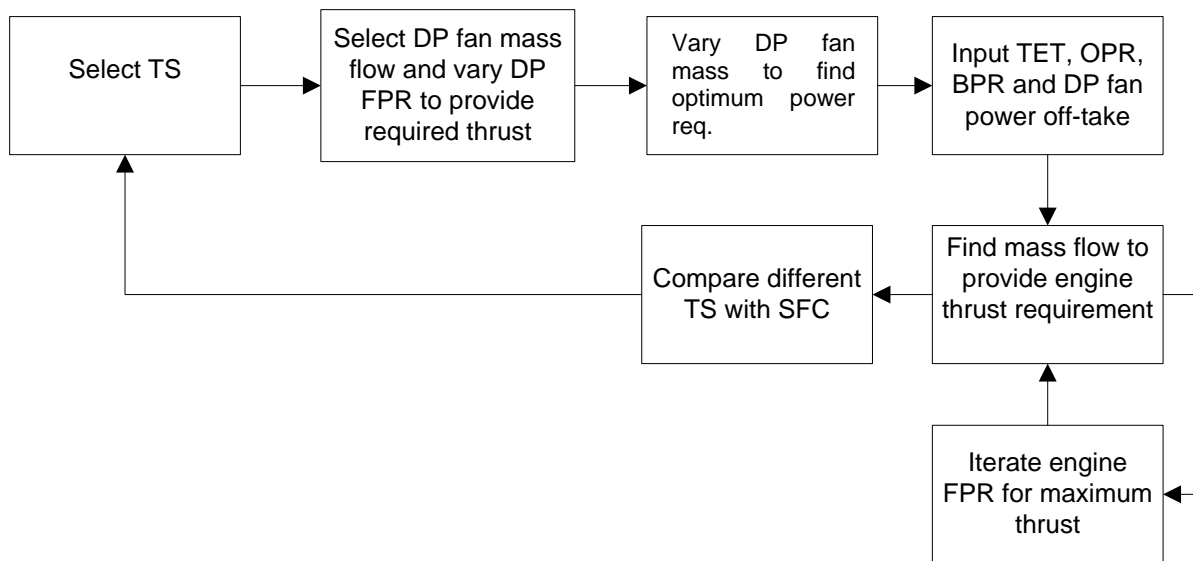 Select TS
Select DP fan mass
flow and vary DP
FPR to provide
required thrust
Vary DP fan
mass to find
optimum power
req.
Input TET, OPR,
BPR and DP fan
power off-take
Compare different
TS with SFC
Find mass flow to
provide engine
thrust requirement
Iterate engine
FPR for maximum
thrust